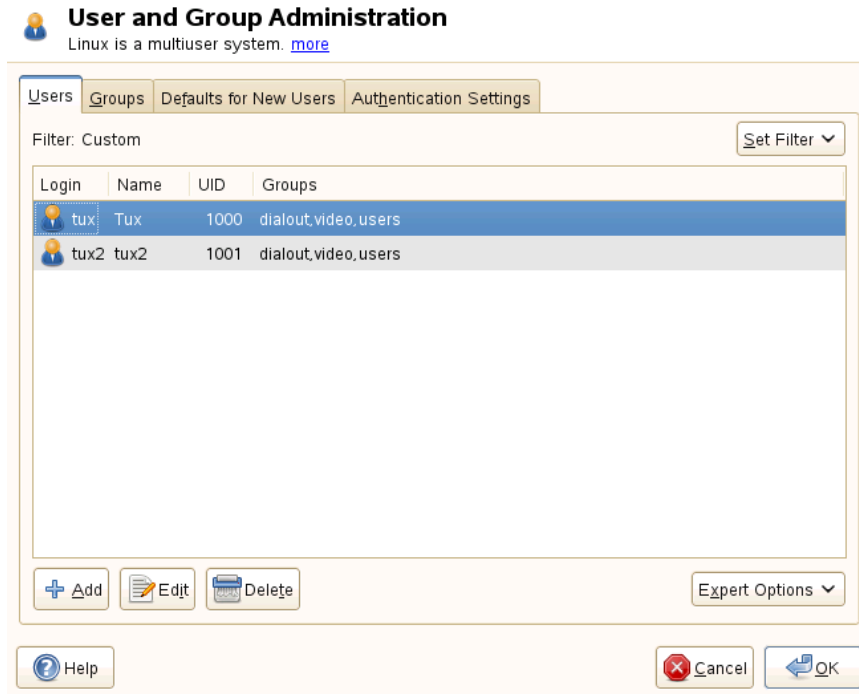 User and Group Administration
Linux is a multiuser system. more
Users Groups Defaults for New Users Authentication Settings
Filter: Custom Set Filter
Login Name UID Groups
tux Tux 1000 dialout,video,users
tux2 tux2 1001 dialout,video,users
Add Edit Delete Expert Options
Help Cancel OK